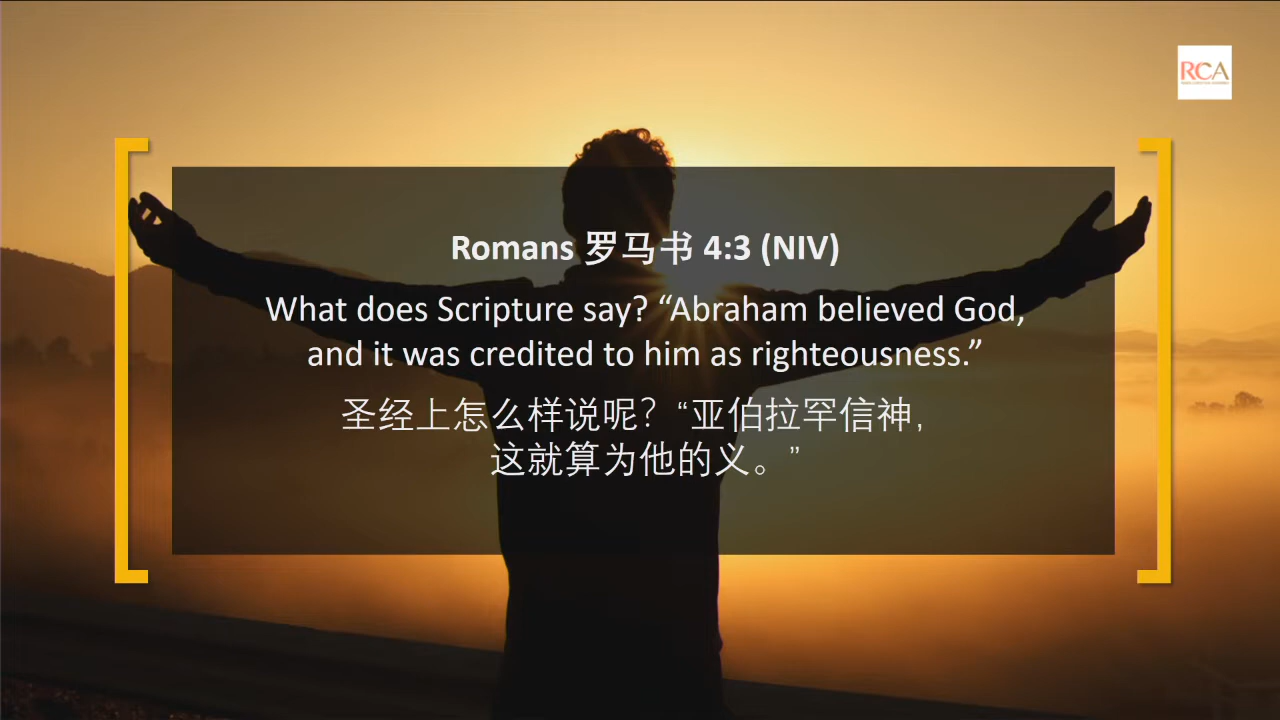 RCA
Romans 罗马书 4:3 (NIV)
What does Scripture say? “Abraham believed God,
and it was credited to him as righteousness.”
圣经上怎么样说呢？“亚伯拉罕信神，
这就算为他的义。”